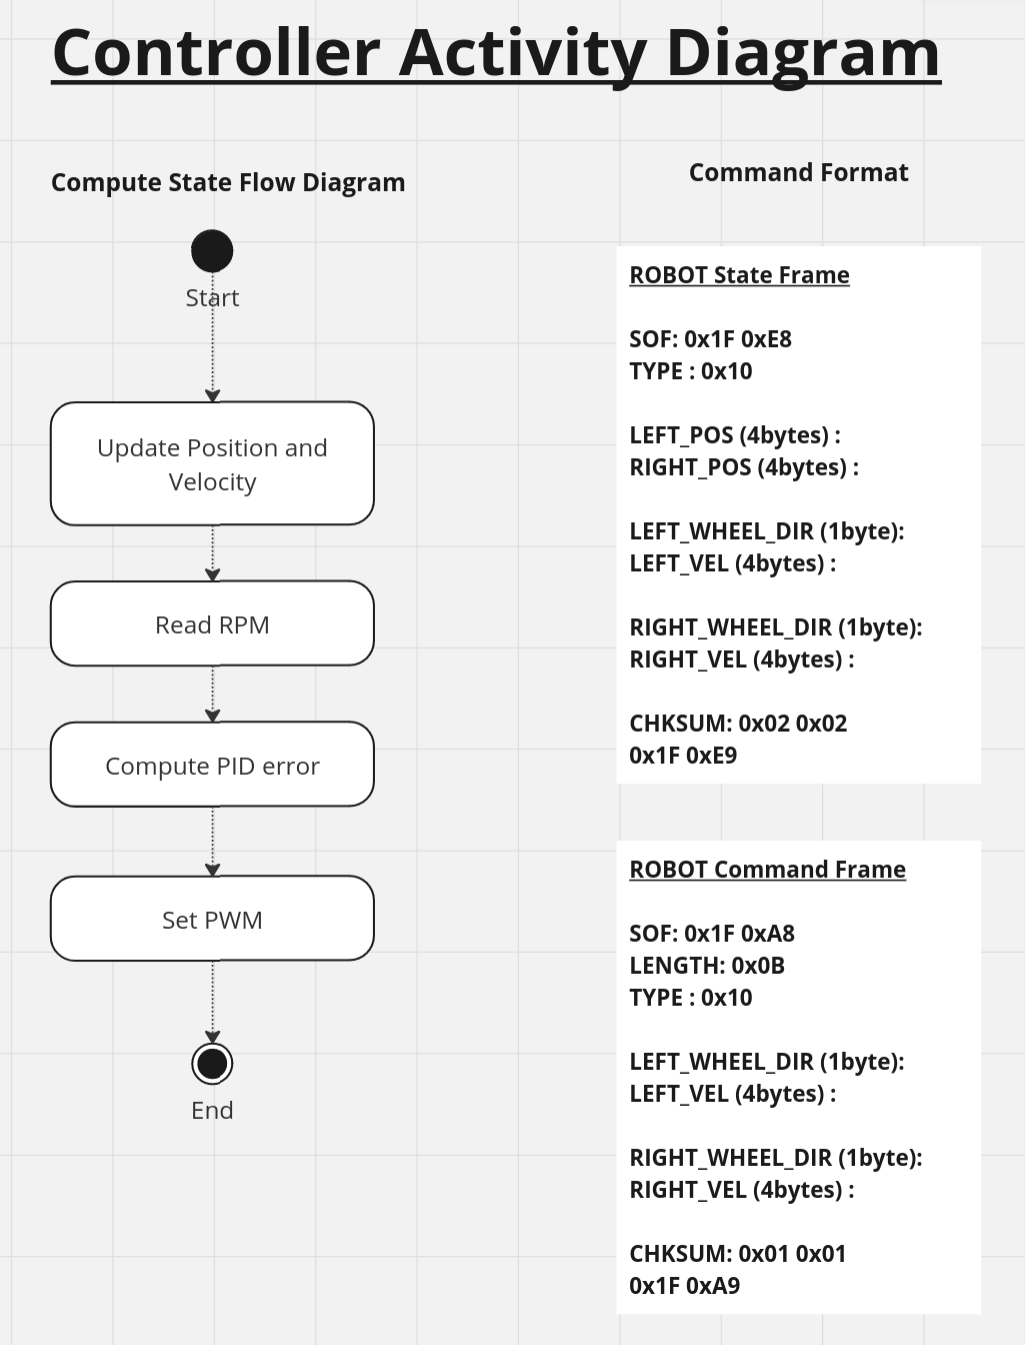 Controller Activity Diagram
Compute State Flow Diagram
Start
Update Position and
Velocity
Read RPM
Compute PID error
Set PWM
End
Command Format
ROBOT State Frame
SOF: 0x1F 0xE8
TYPE : 0x10
LEFT_POS (4bytes) :
RIGHT_POS (4bytes) :
LEFT_WHEEL_DIR (1byte):
LEFT_VEL (4bytes) :
RIGHT_WHEEL_DIR (1byte):
RIGHT_VEL (4bytes) :
CHKSUM: 0x02 0x02
0x1F 0xE9
ROBOT Command Frame
SOF: 0x1F 0xA8
LENGTH: 0x0B
TYPE : 0x10
LEFT_WHEEL_DIR (1byte):
LEFT_VEL (4bytes) :
RIGHT_WHEEL_DIR (1byte):
RIGHT_VEL (4bytes) :
CHKSUM: 0x01 0x01
0x1F 0xA9